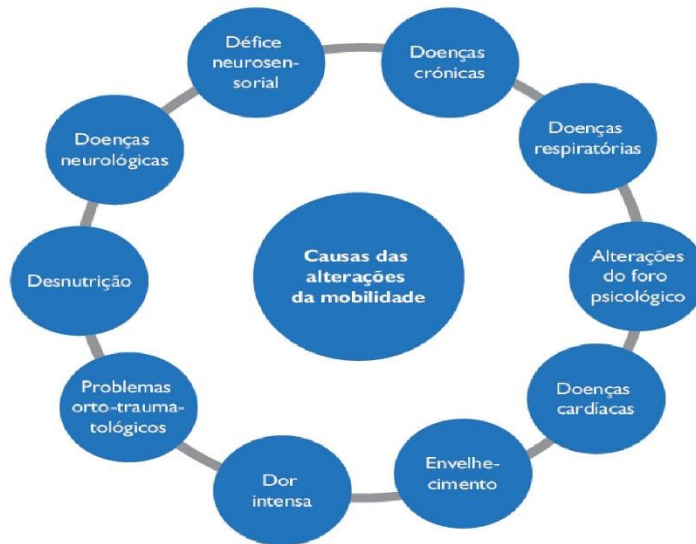 Causas das
alterações
da mobilidade
Doenças
crónicas
Doenças
respiratórias
Alterações
do foro
psicológico
Doenças
cardíacas
Envelhe-
cimento
Dor
intensa
Problemas
orto-trauma-
tológicos
Desnutrição
Doenças
neurológicas
Défice
neurosen-
sorial